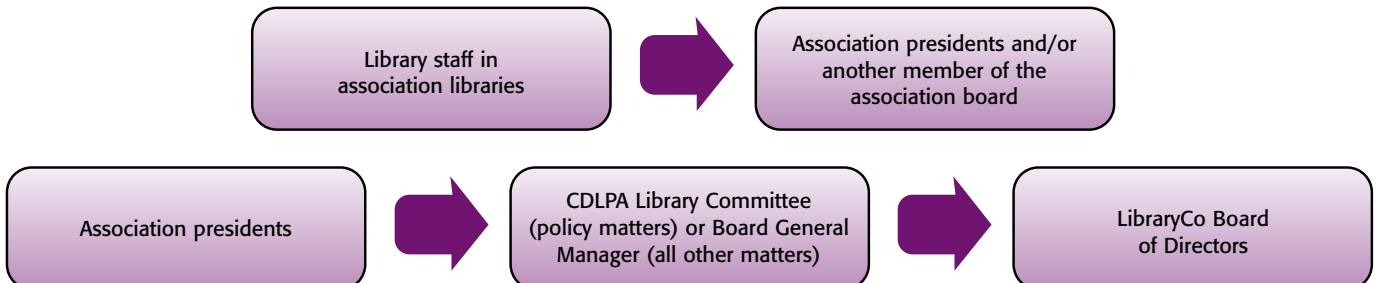 Library staff in
association libraries
Association presidents and/or
another member of the
association board
Association presidents
CDLPA Library Committee
(policy matters) or Board General
Manager (all other matters)
LibraryCo Board
of Directors